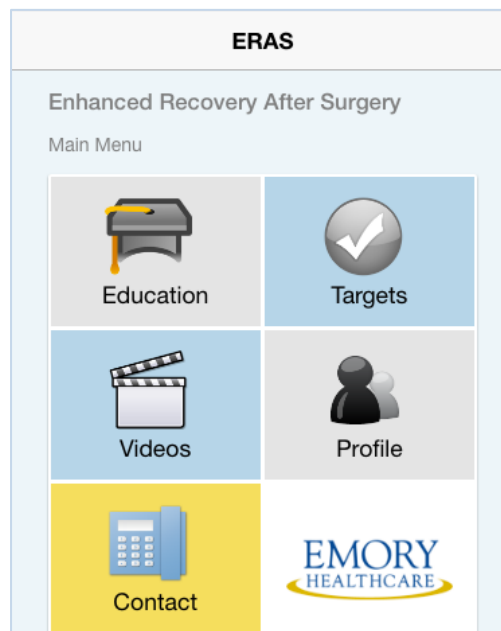 ERAS
Enhanced Recovery After Surgery
Main Menu
Education
Targets
Videos
Profile
Contact
EMORY
HEALTHCARE